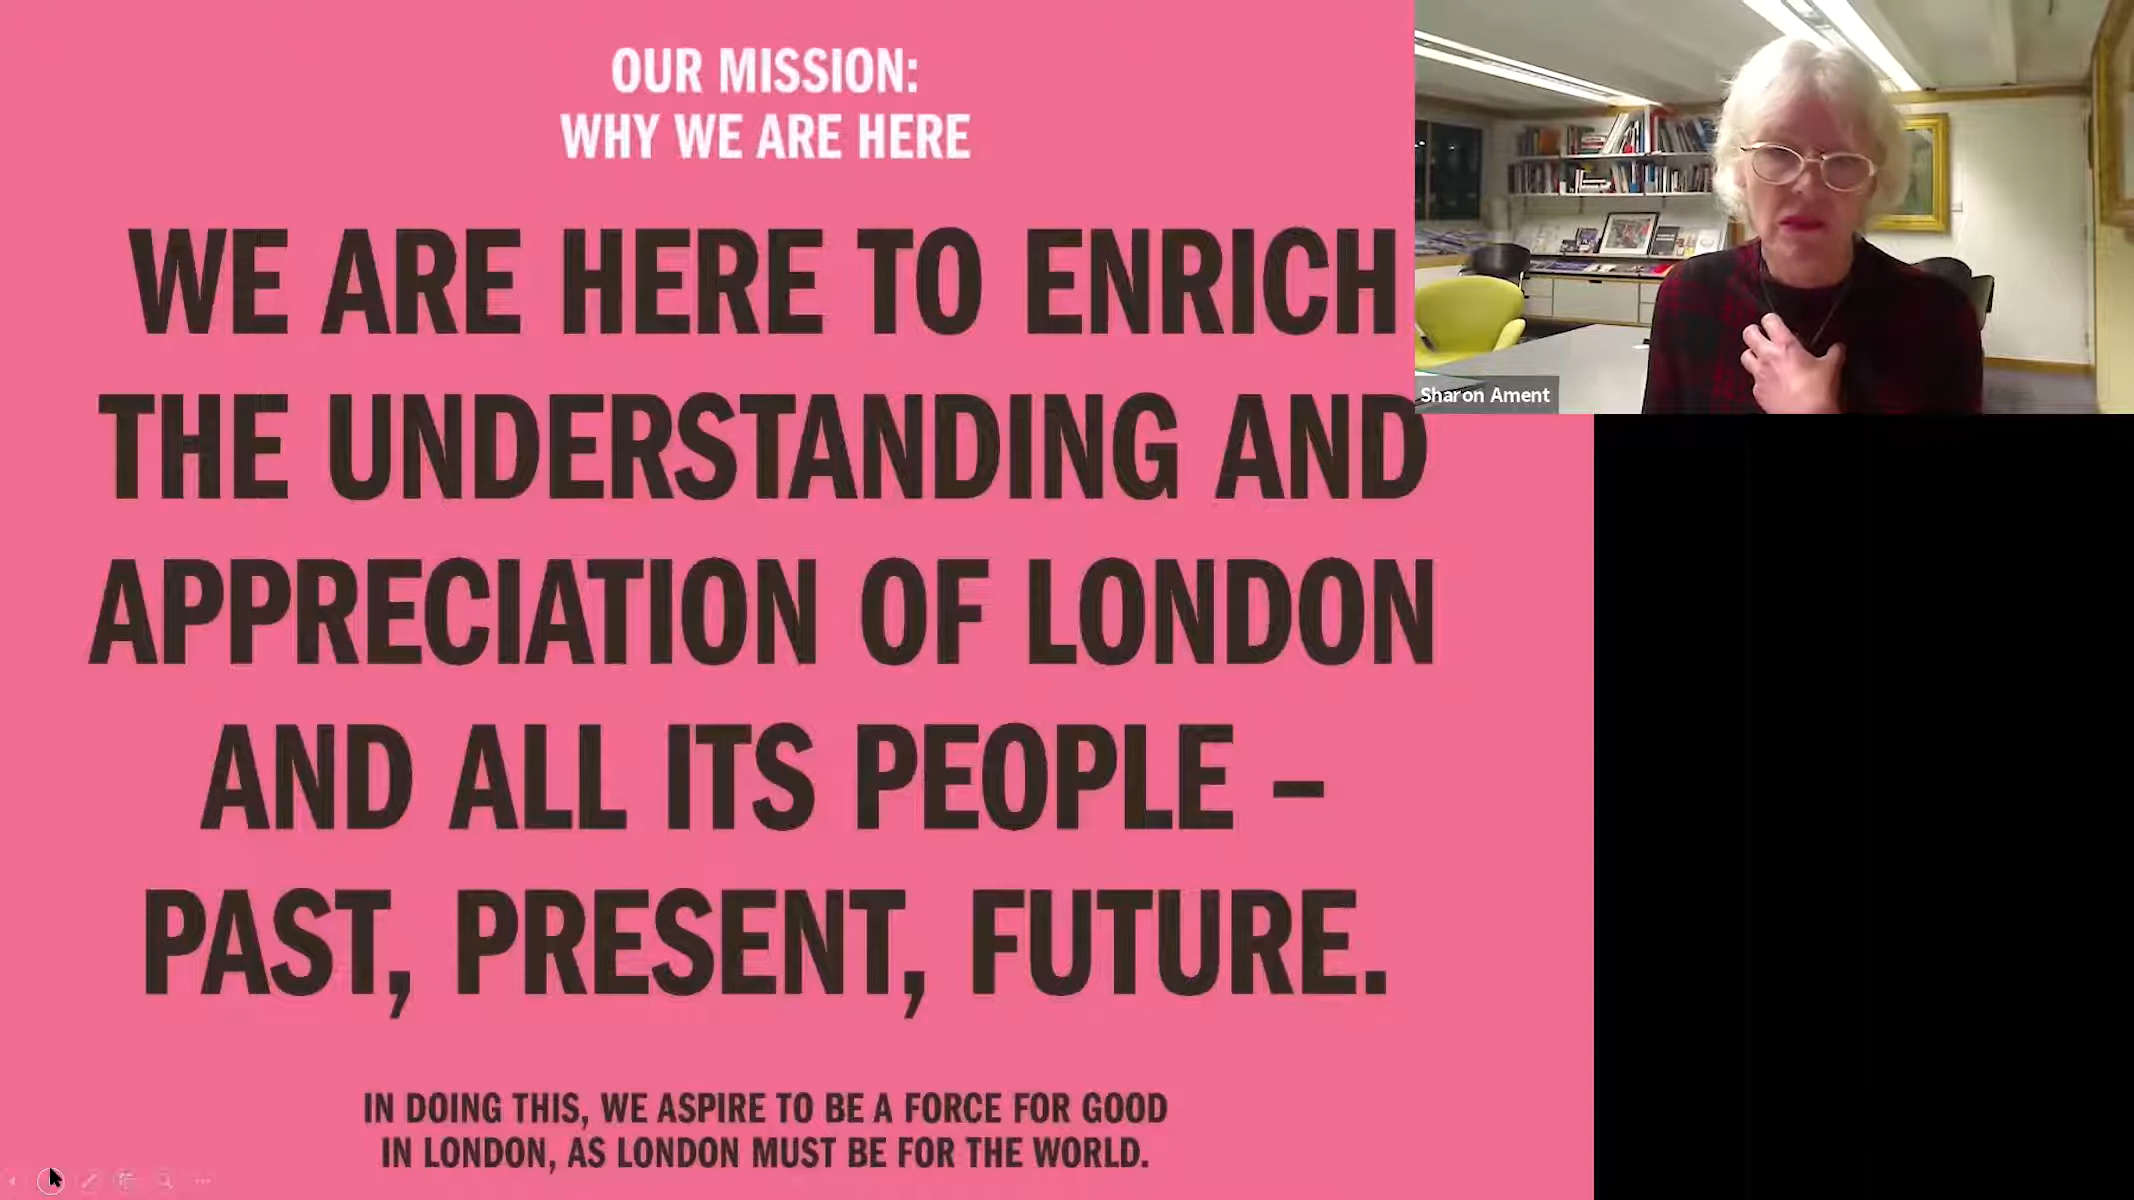 OUR MISSION:
WHY WE ARE HERE
WE ARE HERE TO ENRICH
THE UNDERSTANDING AND
APPRECIATION OF LONDON
AND ALL ITS PEOPLE –
PAST, PRESENT, FUTURE.
IN DOING THIS, WE ASPIRE TO BE A FORCE FOR GOOD
IN LONDON, AS LONDON MUST BE FOR THE WORLD.
Sharon Ament